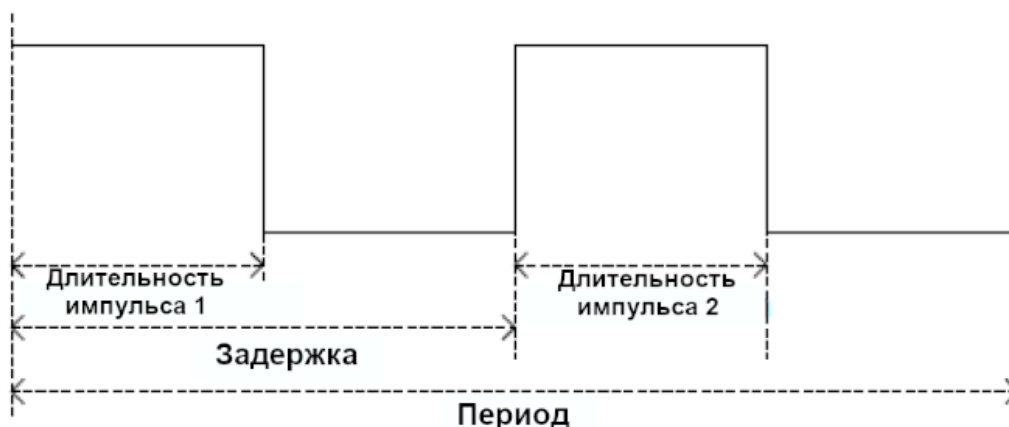 Длительность
импульса 1
Длительность
импульса 2
Задержка
Период